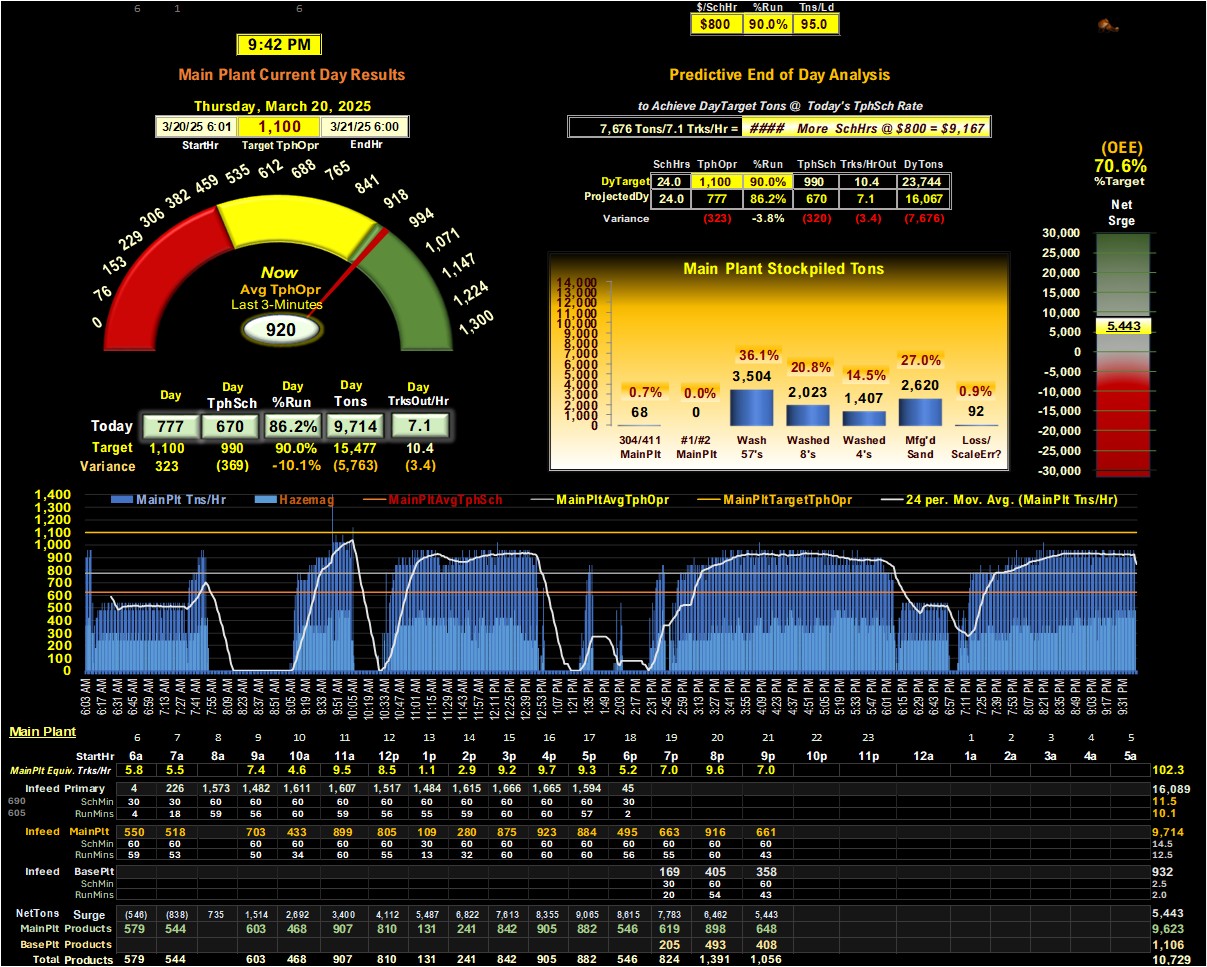 6 1 6
$/SchHr %Run Tns/Ld
$800 90.0% 95.0
9:42 PM
Main Plant Current Day Results
Thursday, March 20, 2025
3/20/25 6:01 1,100 3/21/25 6:00
StartHr Target TphOpr EndHr
0 76 153 229 306 382 459 535 612 688 765 841 918 994 1,071 1,147 1,224 1,300
Now
Avg TphOpr
Last 3-Minutes
920
Day Day TphSch Day %Run Day Tons Day TrksOut/Hr
Today 777 670 86.2% 9,714 7.1
Target 1,100 990 90.0% 15,477 10.4
Variance 323 (369) -10.1% (5,763) (3.4)
Predictive End of Day Analysis
to Achieve DayTarget Tons @ Today's TphSch Rate
7,676 Tons/7.1 Trks/Hr = #### More SchHrs @ $800 = $9,167
SchHrs TphOpr %Run TphSch Trks/HrOut DyTons
DyTarget 24.0 1,100 90.0% 990 10.4 23,744
ProjectedDy 24.0 777 86.2% 670 7.1 16,067
Variance (323) -3.8% (320) (3.4) (7,676)
Main Plant Stockpiled Tons
14,000
13,000
12,000
11,000
10,000
9,000
8,000
7,000
6,000
5,000
4,000
3,000
2,000
1,000
0
0.7% 0.0% 36.1% 20.8% 14.5% 27.0% 0.9%
68 0 3,504 2,023 1,407 2,620 92
304/411 #1/#2 Wash Washed Washed Mfg'd Loss/
MainPlt MainPlt 57's 8's 4's Sand ScaleErr?
(OEE)
70.6%
%Target
Net
Srge
30,000
20,000
15,000
10,000
5,000
0
-5,000
-10,000
-15,000
-20,000
-30,000
5,443
MainPlt Tns/Hr Hazemag MainPltAvgTphSch MainPltAvgTphOpr MainPltTargetTphOpr 24 per. Mov. Avg. (MainPlt Tns/Hr)
1,400
1,300
1,200
1,100
1,000
900
800
700
600
500
400
300
200
100
0
6:03 AM 6:17 AM 6:31 AM 6:45 AM 6:59 AM 7:13 AM 7:27 AM 7:41 AM 7:55 AM 8:09 AM 8:23 AM 8:37 AM 8:51 AM 9:05 AM 9:19 AM 9:33 AM 9:51 AM 10:05 AM 10:19 AM 10:33 AM 10:47 AM 11:01 AM 11:15 AM 11:29 AM 11:43 AM 11:57 AM 12:11 PM 12:25 PM 12:39 PM 12:53 PM 1:07 PM 1:21 PM 1:35 PM 1:49 PM 2:03 PM 2:17 PM 2:31 PM 2:45 PM 2:59 PM 3:13 PM 3:27 PM 3:41 PM 3:55 PM 4:09 PM 4:23 PM 4:37 PM 4:51 PM 5:05 PM 5:19 PM 5:33 PM 5:47 PM 6:01 PM 6:15 PM 6:29 PM 6:43 PM 6:57 PM 7:11 PM 7:25 PM 7:39 PM 7:53 PM 8:07 PM 8:21 PM 8:35 PM 8:49 PM 9:03 PM 9:17 PM 9:31 PM
Main Plant
6 7 8 9 10 11 12 13 14 15 16 17 18 19 20 21 22 23 1 2 3 4 5
StartHr 6a 7a 8a 9a 10a 11a 12p 1p 2p 3p 4p 5p 6p 7p 8p 9p 10p 11p 12a 1a 2a 3a 4a 5a
MainPlt Equiv. Trks/Hr 5.8 5.5 7.4 4.6 9.5 8.5 1.1 2.9 9.2 9.7 9.3 5.2 7.0 9.6 7.0 102.3
Infeed Primary 4 226 1,573 1,482 1,611 1,607 1,517 1,484 1,615 1,666 1,665 1,594 45 16,089
690 SchMin 30 30 60 60 60 60 60 60 60 60 60 60 30 11.5
605 RunMins 4 18 59 56 60 59 56 55 59 60 60 57 2 10.1
Infeed MainPlt 550 518 703 433 899 805 109 280 875 923 884 495 663 916 661 9,714
SchMin 60 60 60 60 60 60 30 60 60 60 60 60 60 60 60 14.5
RunMins 59 53 50 34 60 55 13 32 60 60 60 56 55 60 43 12.5
Infeed BasePlt 169 405 358 932
SchMin 30 60 60 2.5
RunMins 20 54 43 2.0
NetTons Surge (546) (838) 735 1,514 2,692 3,400 4,112 5,487 6,822 7,613 8,355 9,065 8,615 7,783 6,462 5,443 5,443
MainPlt Products 579 544 603 468 907 810 131 241 842 905 882 546 619 898 648 9,623
BasePlt Products 205 493 408 1,106
Total Products 579 544 603 468 907 810 131 241 842 905 882 546 824 1,391 1,056 10,729